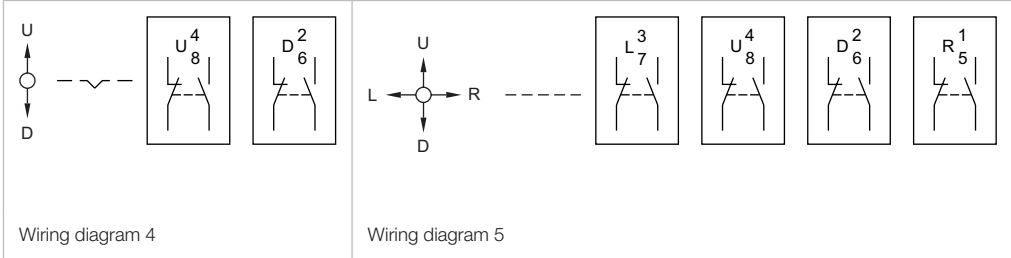 U
D
U 4 8
D 2 6
Wiring diagram 4
U
L R
D
L 3 7
U 4 8
D 2 6
R 1 5
Wiring diagram 5